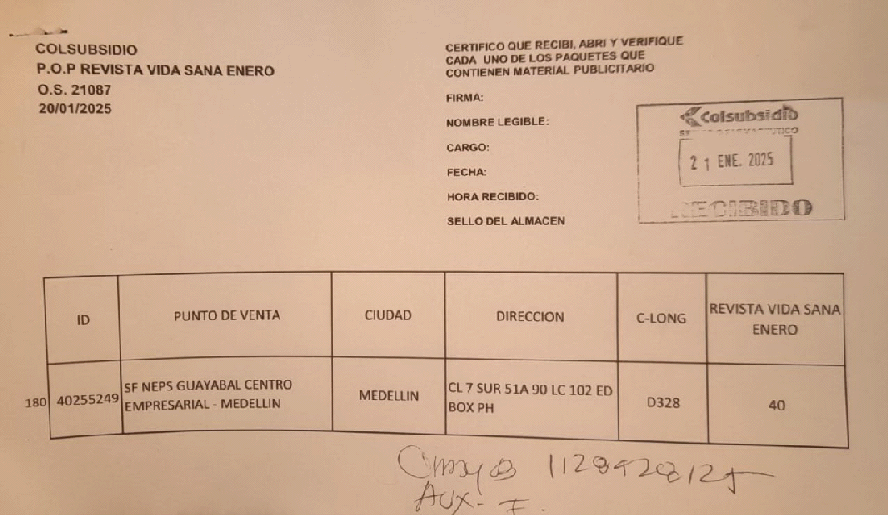 COLSUBSIDIO
P.O.P REVISTA VIDA SANA ENERO
O.S. 21087
20/01/2025
CERTIFICO QUE RECIBI, ABRI Y VERIFIQUE
CADA UNO DE LOS PAQUETES QUE
CONTIENEN MATERIAL PUBLICITARIO
FIRMA:
NOMBRE LEGIBLE:
CARGO:
FECHA:
HORA RECIBIDO:
SELLO DEL ALMACEN
Colsubsidio
21 ENE. 2025
RECIBIDO
ID PUNTO DE VENTA CIUDAD DIRECCION C-LONG REVISTA VIDA SANA
ENERO
180 40255249 SF NEPS GUAYABAL CENTRO
EMPRESARIAL - MEDELLIN
MEDELLIN
CL 7 SUR 51A 90 LC 102 ED
BOX PH
D328
40
Aux-